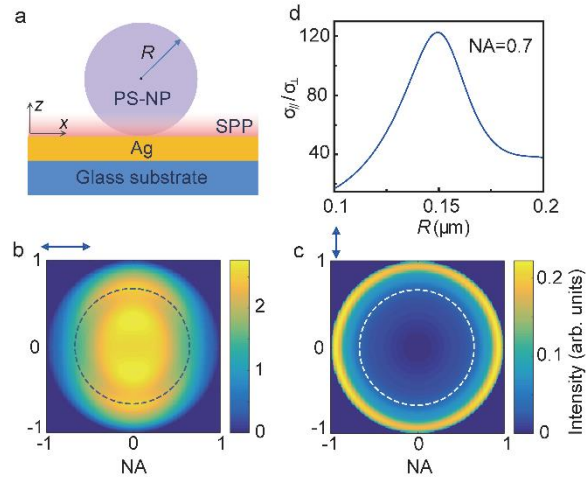 a
R
PS-NP
z
x
SPP
Ag
Glass substrate
d
NA=0.7
σ∥/σ⊥
120
80
40
0.1
0.15
0.2
R (μm)
b
1
0
-1
-1
0
1
NA
2
1
0
c
1
0
-1
-1
0
1
NA
0.2
0.1
0
Intensity (arb. units)